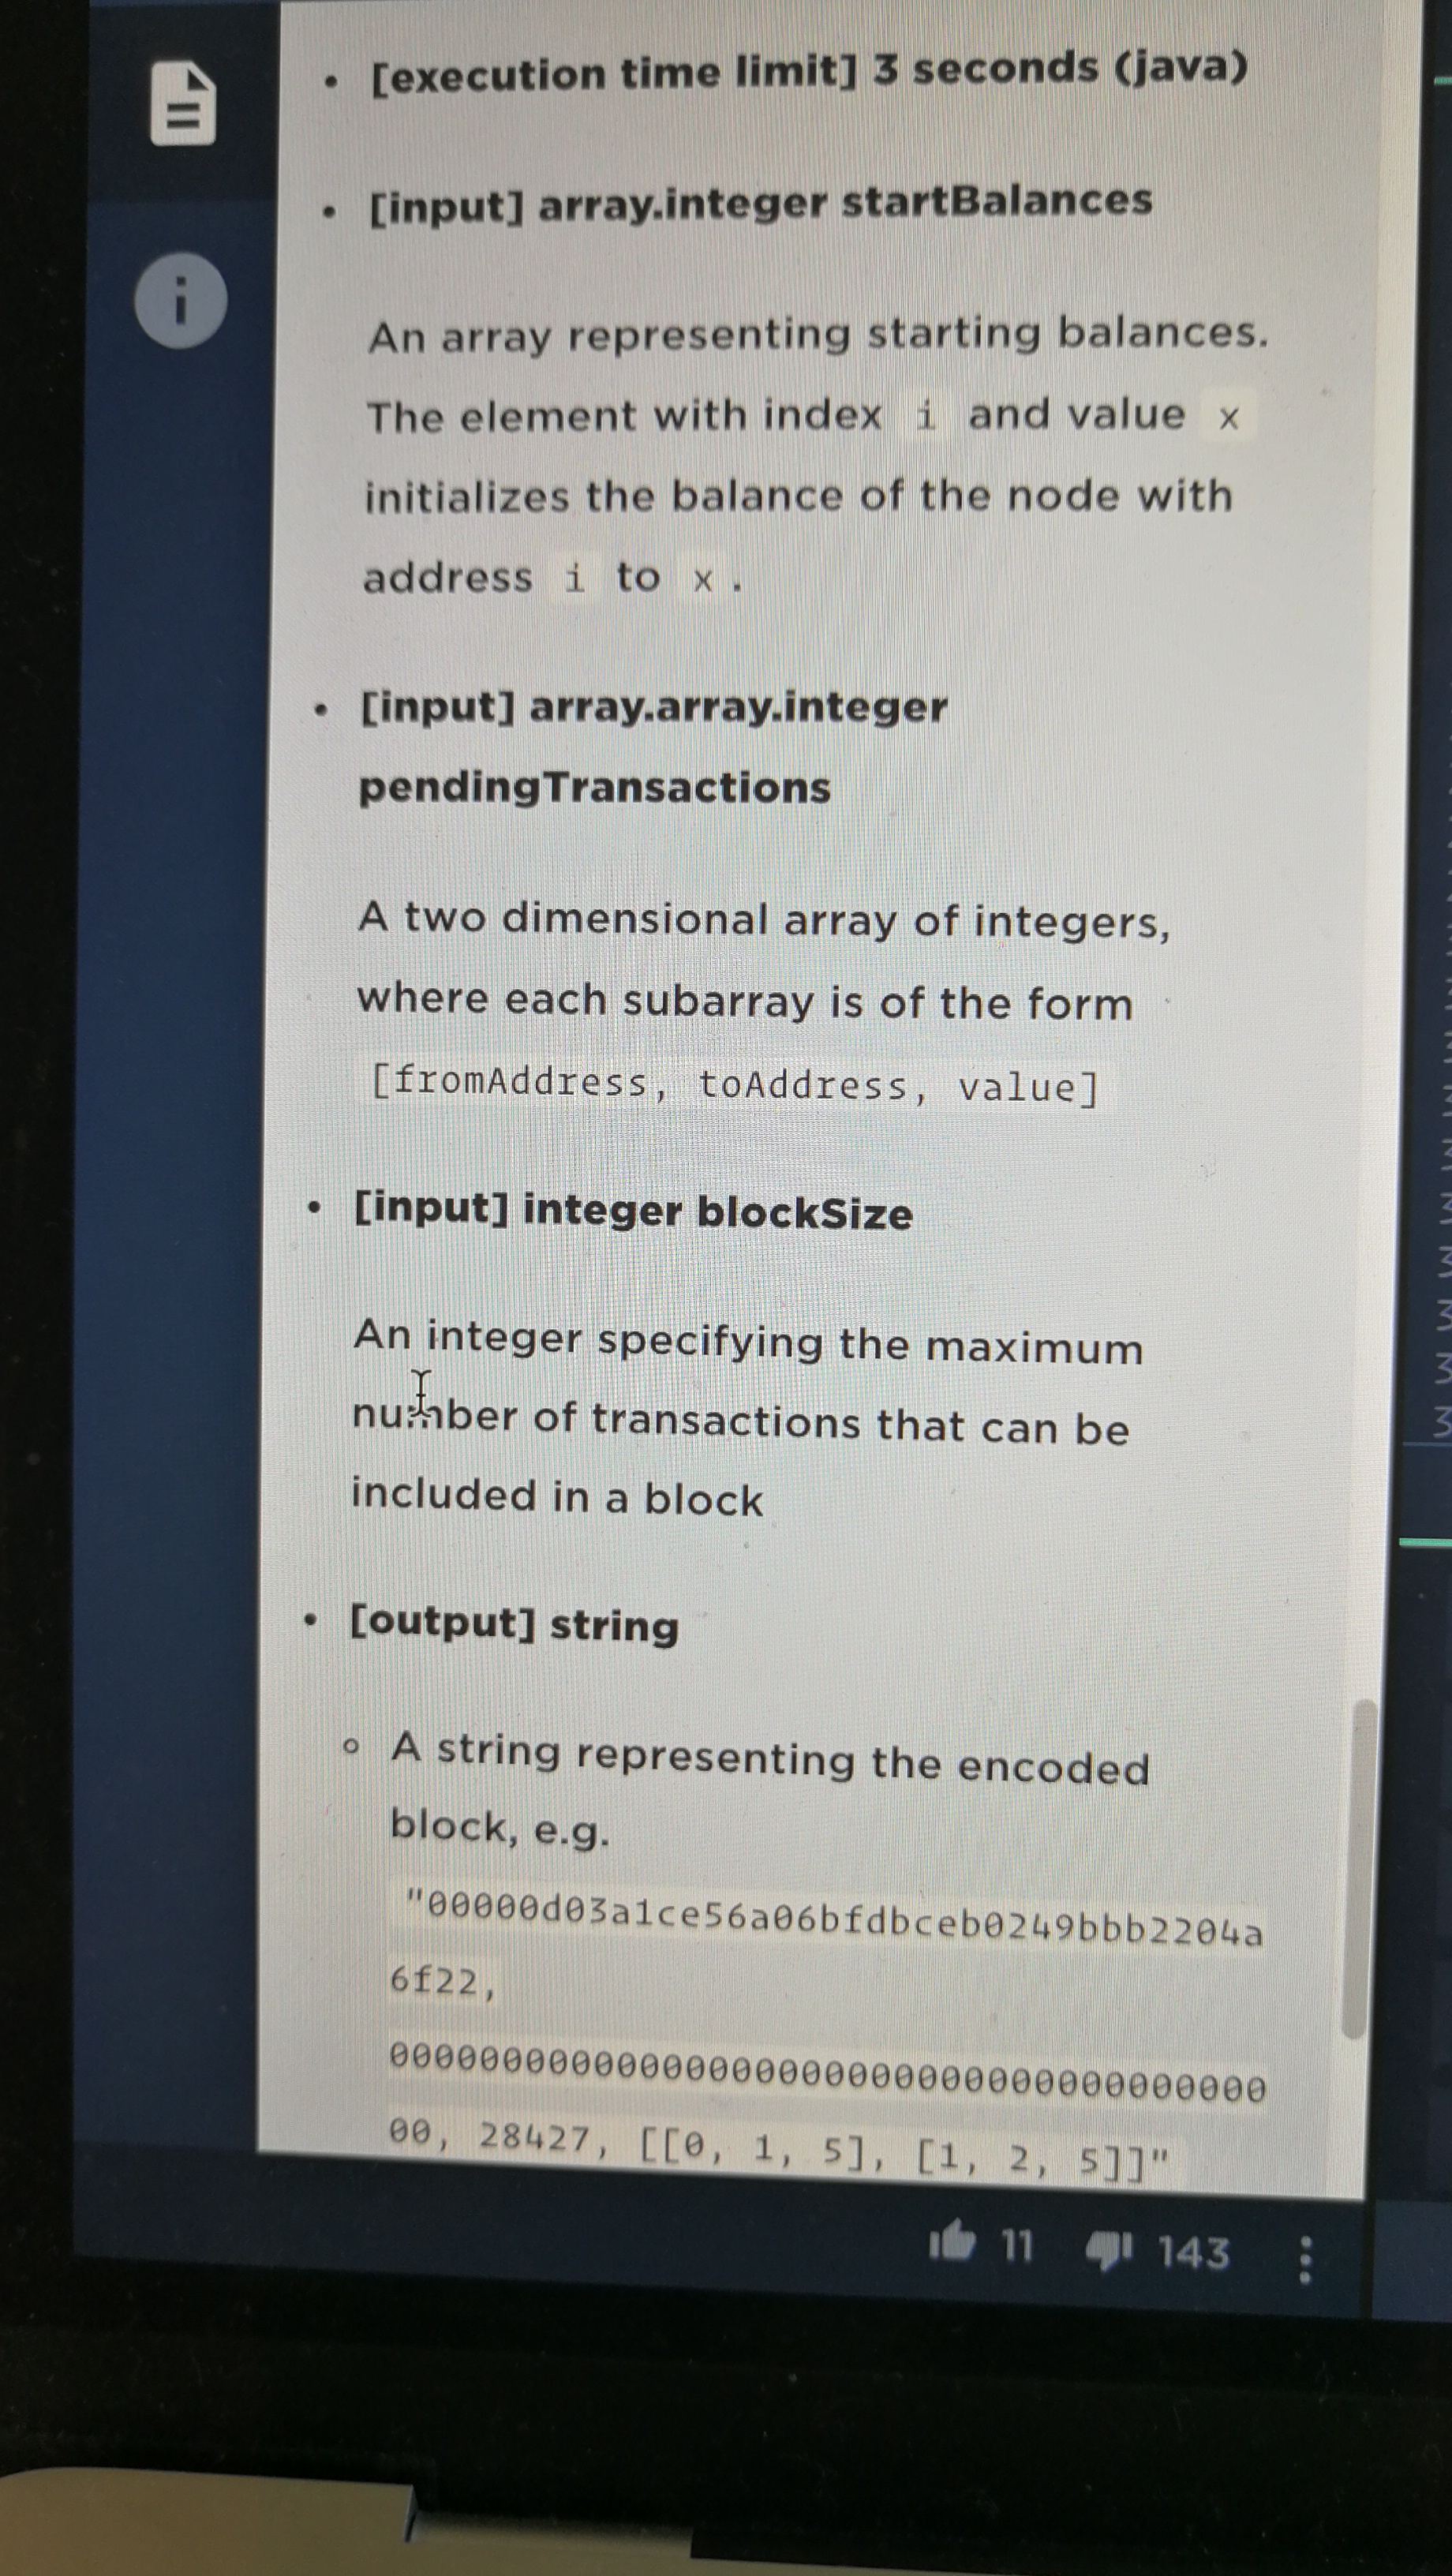 • [execution time limit] 3 seconds (java)
• [input] array.integer startBalances
An array representing starting balances.
The element with index i and value x
initializes the balance of the node with
address i to x .
• [input] array.array.integer
pendingTransactions
A two dimensional array of integers,
where each subarray is of the form
[fromAddress, toAddress, value]
• [input] integer blockSize
An integer specifying the maximum
number of transactions that can be
included in a block
• [output] string
○ A string representing the encoded
block, e.g.
"00000d03a1ce56a06bfdbceb0249bbb2204a
6f22,
00000000000000000000000000000000000000
00, 28427, [[0, 1, 5], [1, 2, 5]]"
11 143